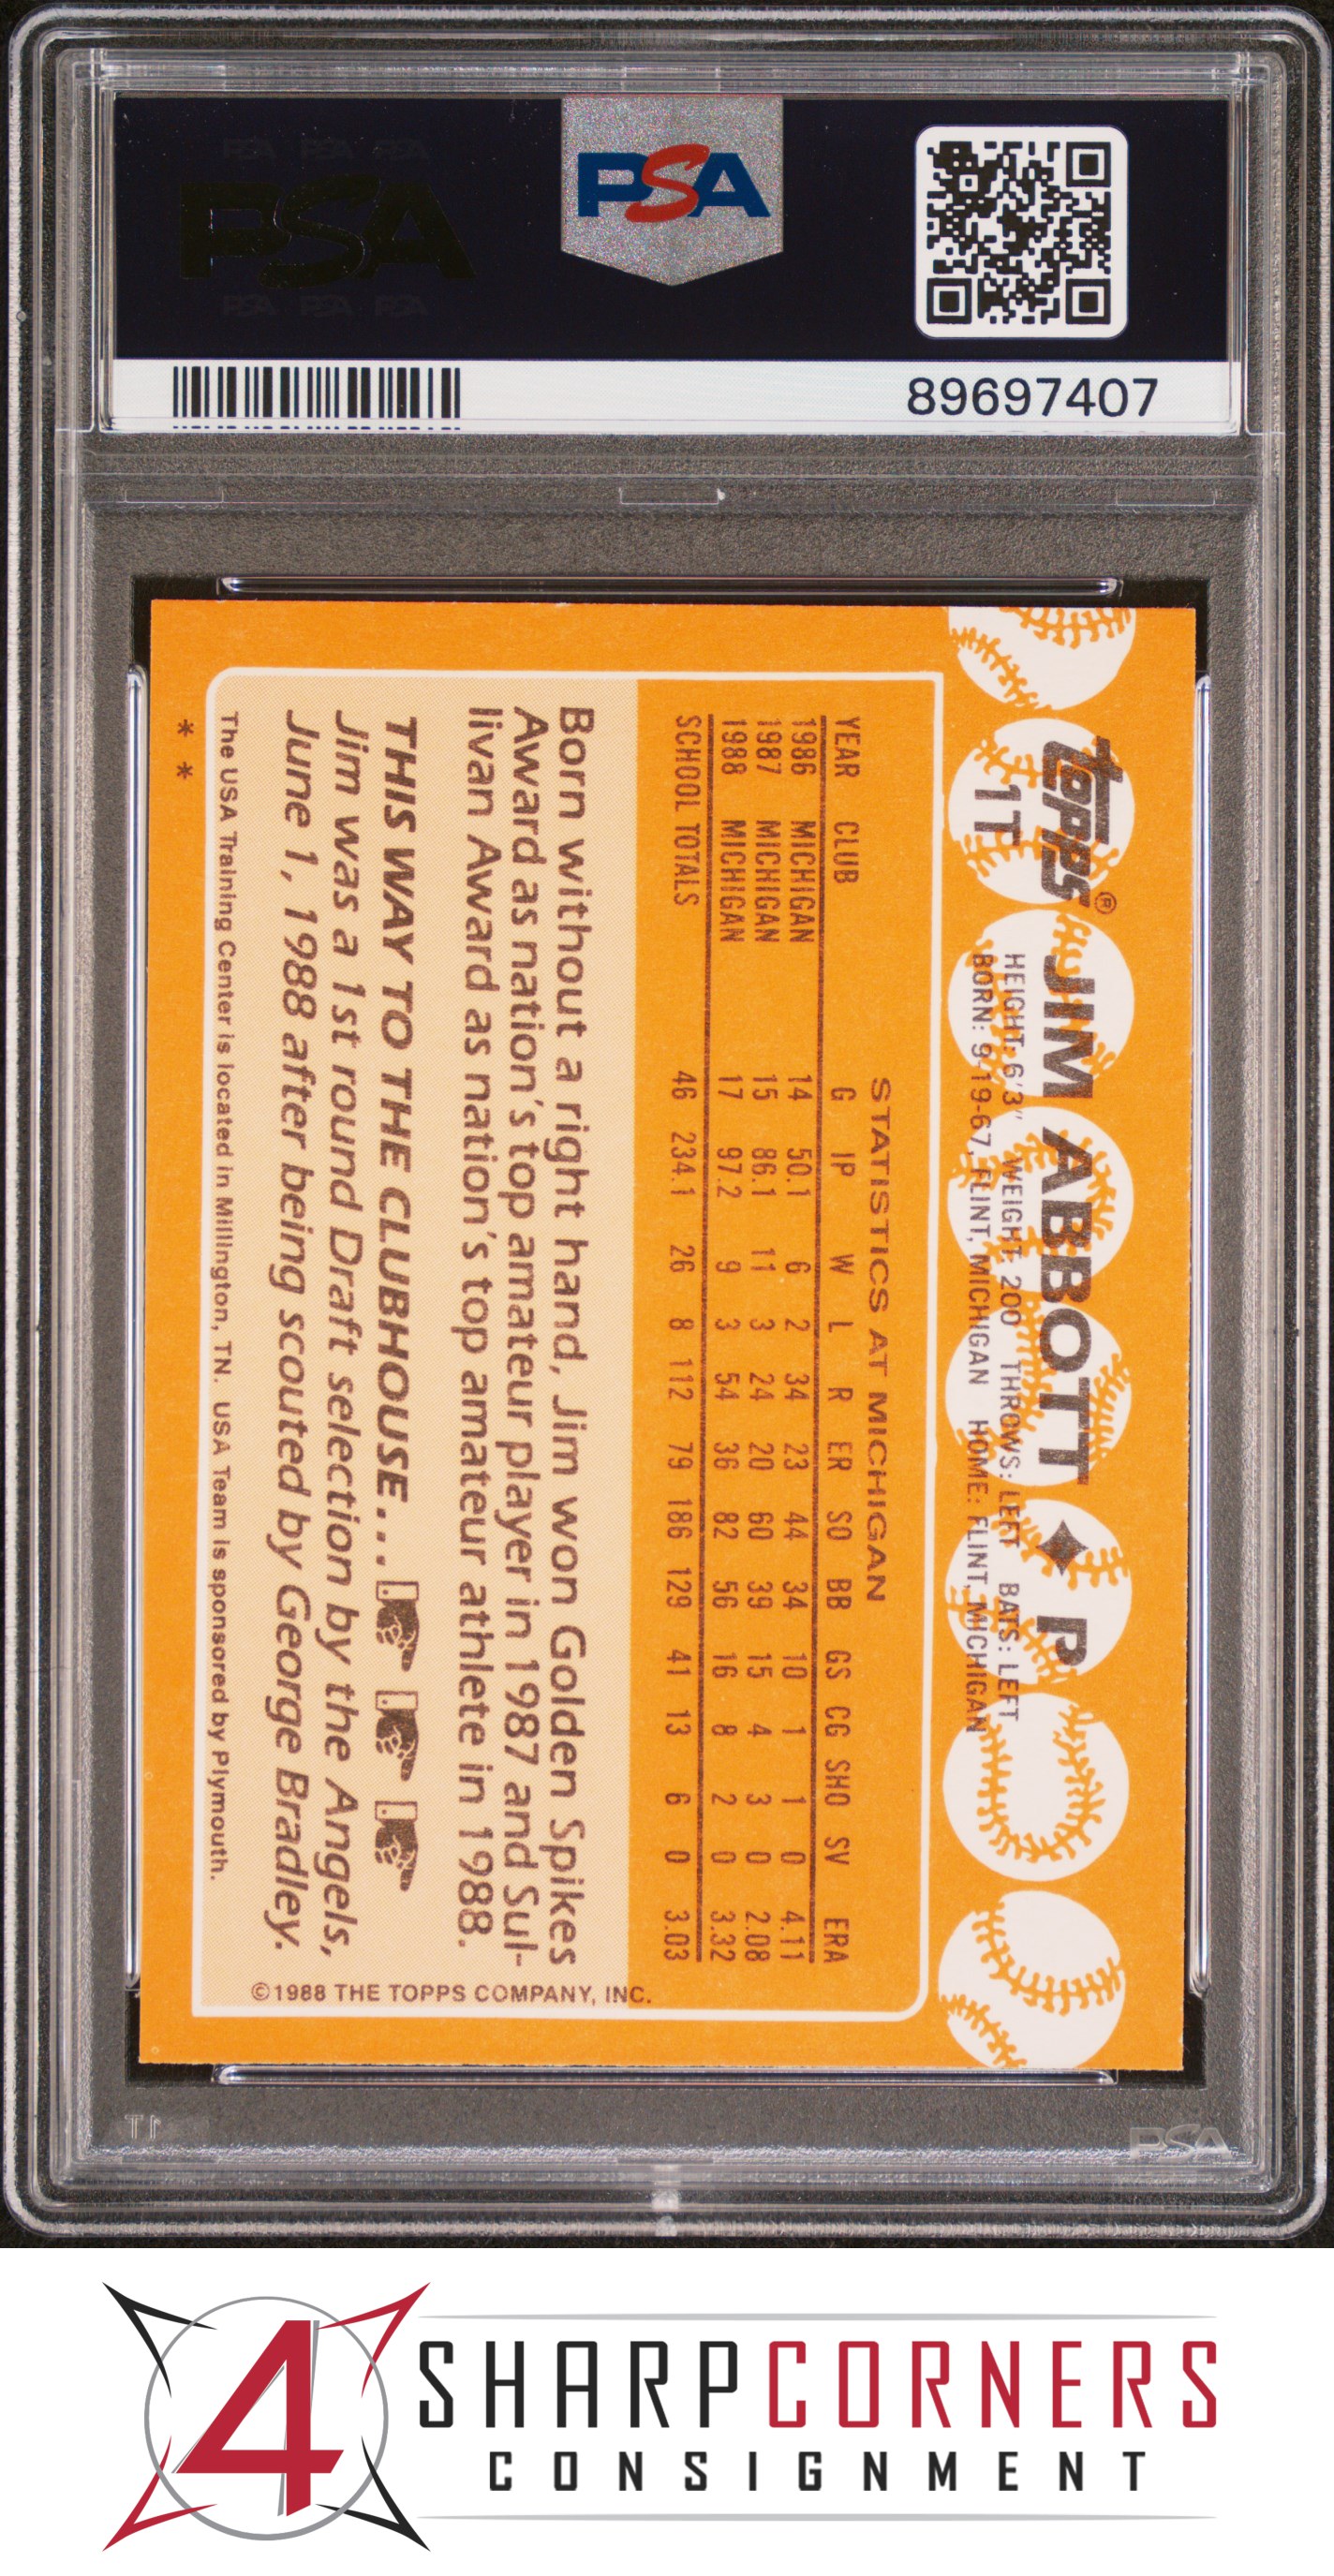 PSA PSA PSA
PSA
PSA PSA PSA
PSA
89697407
topps®
1T
JIM ABBOTT ✦ P
HEIGHT: 6'3" WEIGHT: 200 THROWS: LEFT BATS: LEFT
BORN: 9-19-67, FLINT, MICHIGAN HOME: FLINT, MICHIGAN
STATISTICS AT MICHIGAN
YEAR CLUB G IP W L R ER SO BB GS CG SHO SV ERA
1986 MICHIGAN 14 50.1 6 2 34 23 44 34 10 1 1 0 4.11
1987 MICHIGAN 15 86.1 11 3 24 20 60 39 15 4 3 0 2.08
1988 MICHIGAN 17 97.2 9 3 54 36 82 56 16 8 2 0 3.32
SCHOOL TOTALS 46 234.1 26 8 112 79 186 129 41 13 6 0 3.03
Born without a right hand, Jim won Golden Spikes
Award as nation's top amateur player in 1987 and Sul-
livan Award as nation's top amateur athlete in 1988.
THIS WAY TO THE CLUBHOUSE...
Jim was a 1st round Draft selection by the Angels,
June 1, 1988 after being scouted by George Bradley.
The USA Training Center is located in Millington, TN. USA Team is sponsored by Plymouth.
* *
©1988 THE TOPPS COMPANY, INC.
PSA
4
SHARPCORNERS
CONSIGNMENT